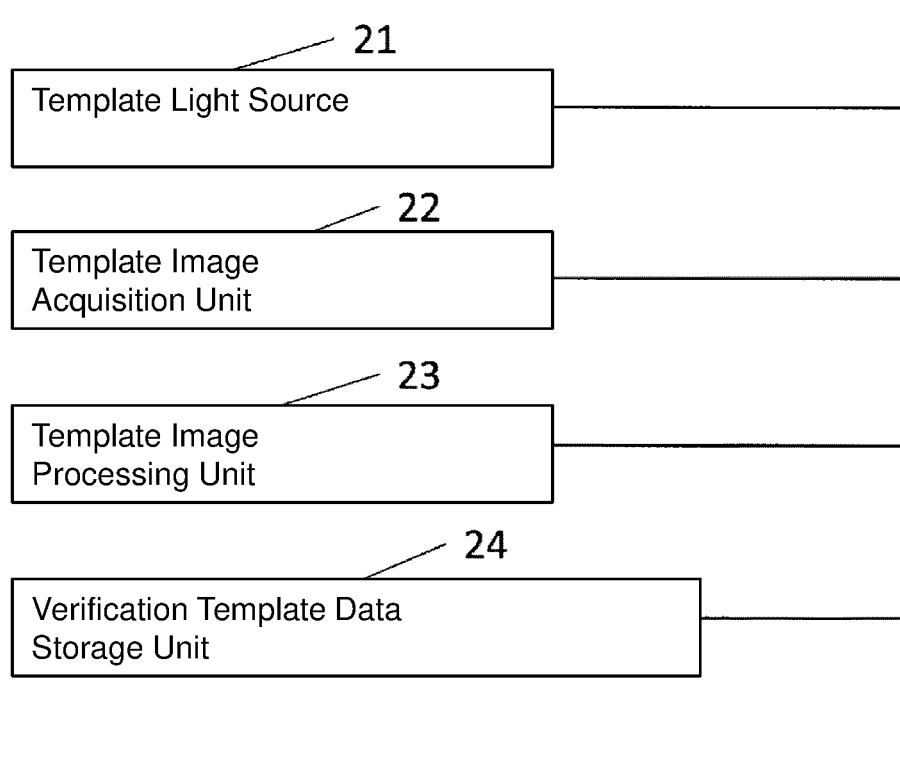 21
Template Light Source
22
Template Image
Acquisition Unit
23
Template Image
Processing Unit
24
Verification Template Data
Storage Unit